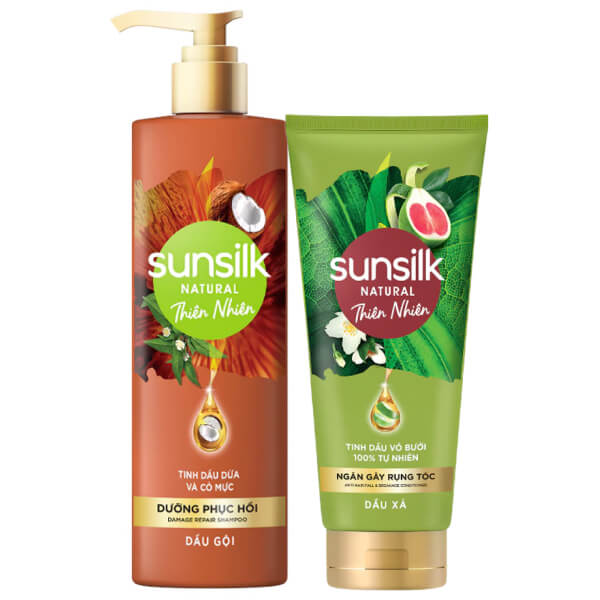 sunsilk
NATURAL
Thiên Nhiên
TINH DẦU DỪA
VÀ CỎ MỰC
DƯỠNG PHỤC HỒI
DAMAGE REPAIR SHAMPOO
DẦU GỘI
sunsilk
NATURAL
Thiên Nhiên
TINH DẦU VỎ BƯỞI
100% TỰ NHIÊN
NGĂN GÃY RỤNG TÓC
DẦU XẢ